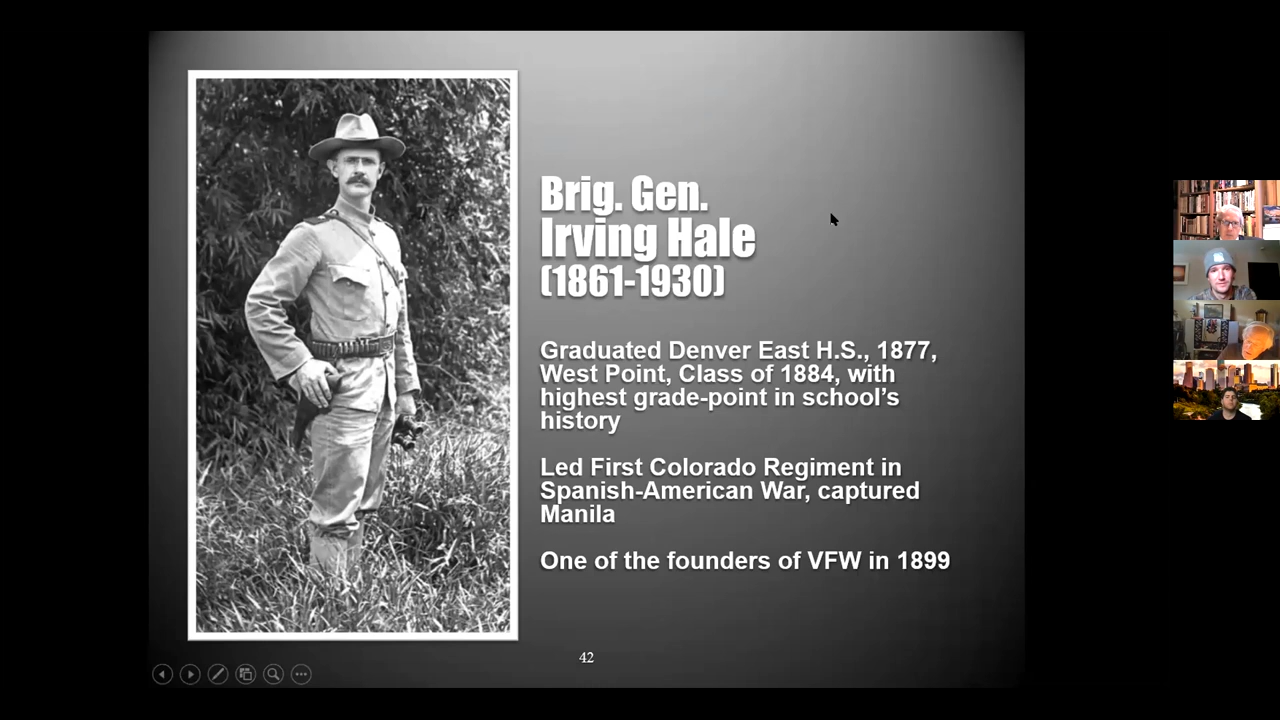 Brig. Gen.
Irving Hale
(1861-1930)
Graduated Denver East H.S., 1877,
West Point, Class of 1884, with
highest grade-point in school's
history
Led First Colorado Regiment in
Spanish-American War, captured
Manila
One of the founders of VFW in 1899
42